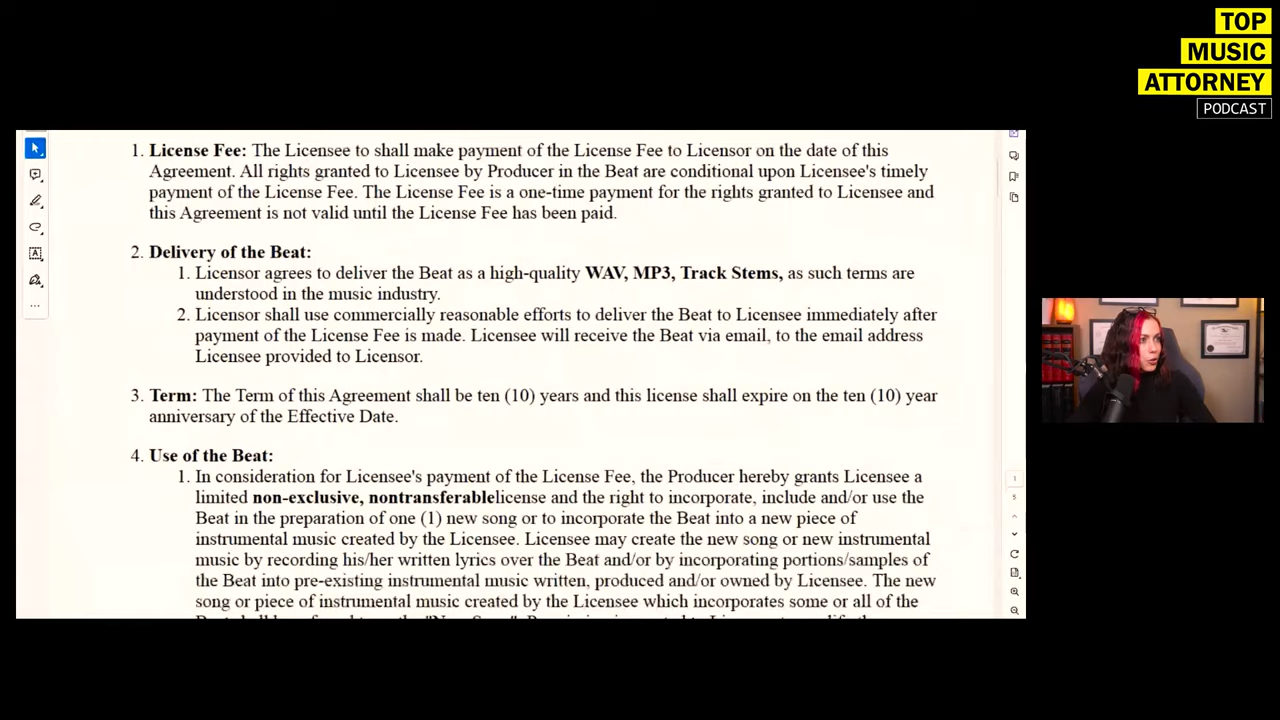 TOP
MUSIC
ATTORNEY
PODCAST
1. License Fee: The Licensee to shall make payment of the License Fee to Licensor on the date of this
Agreement. All rights granted to Licensee by Producer in the Beat are conditional upon Licensee's timely
payment of the License Fee. The License Fee is a one-time payment for the rights granted to Licensee and
this Agreement is not valid until the License Fee has been paid.
2. Delivery of the Beat:
1. Licensor agrees to deliver the Beat as a high-quality WAV, MP3, Track Stems, as such terms are
understood in the music industry.
2. Licensor shall use commercially reasonable efforts to deliver the Beat to Licensee immediately after
payment of the License Fee is made. Licensee will receive the Beat via email, to the email address
Licensee provided to Licensor.
3. Term: The Term of this Agreement shall be ten (10) years and this license shall expire on the ten (10) year
anniversary of the Effective Date.
4. Use of the Beat:
1. In consideration for Licensee's payment of the License Fee, the Producer hereby grants Licensee a
limited non-exclusive, nontransferablelicense and the right to incorporate, include and/or use the
Beat in the preparation of one (1) new song or to incorporate the Beat into a new piece of
instrumental music created by the Licensee. Licensee may create the new song or new instrumental
music by recording his/her written lyrics over the Beat and/or by incorporating portions/samples of
the Beat into pre-existing instrumental music written, produced and/or owned by Licensee. The new
song or piece of instrumental music created by the Licensee which incorporates some or all of the